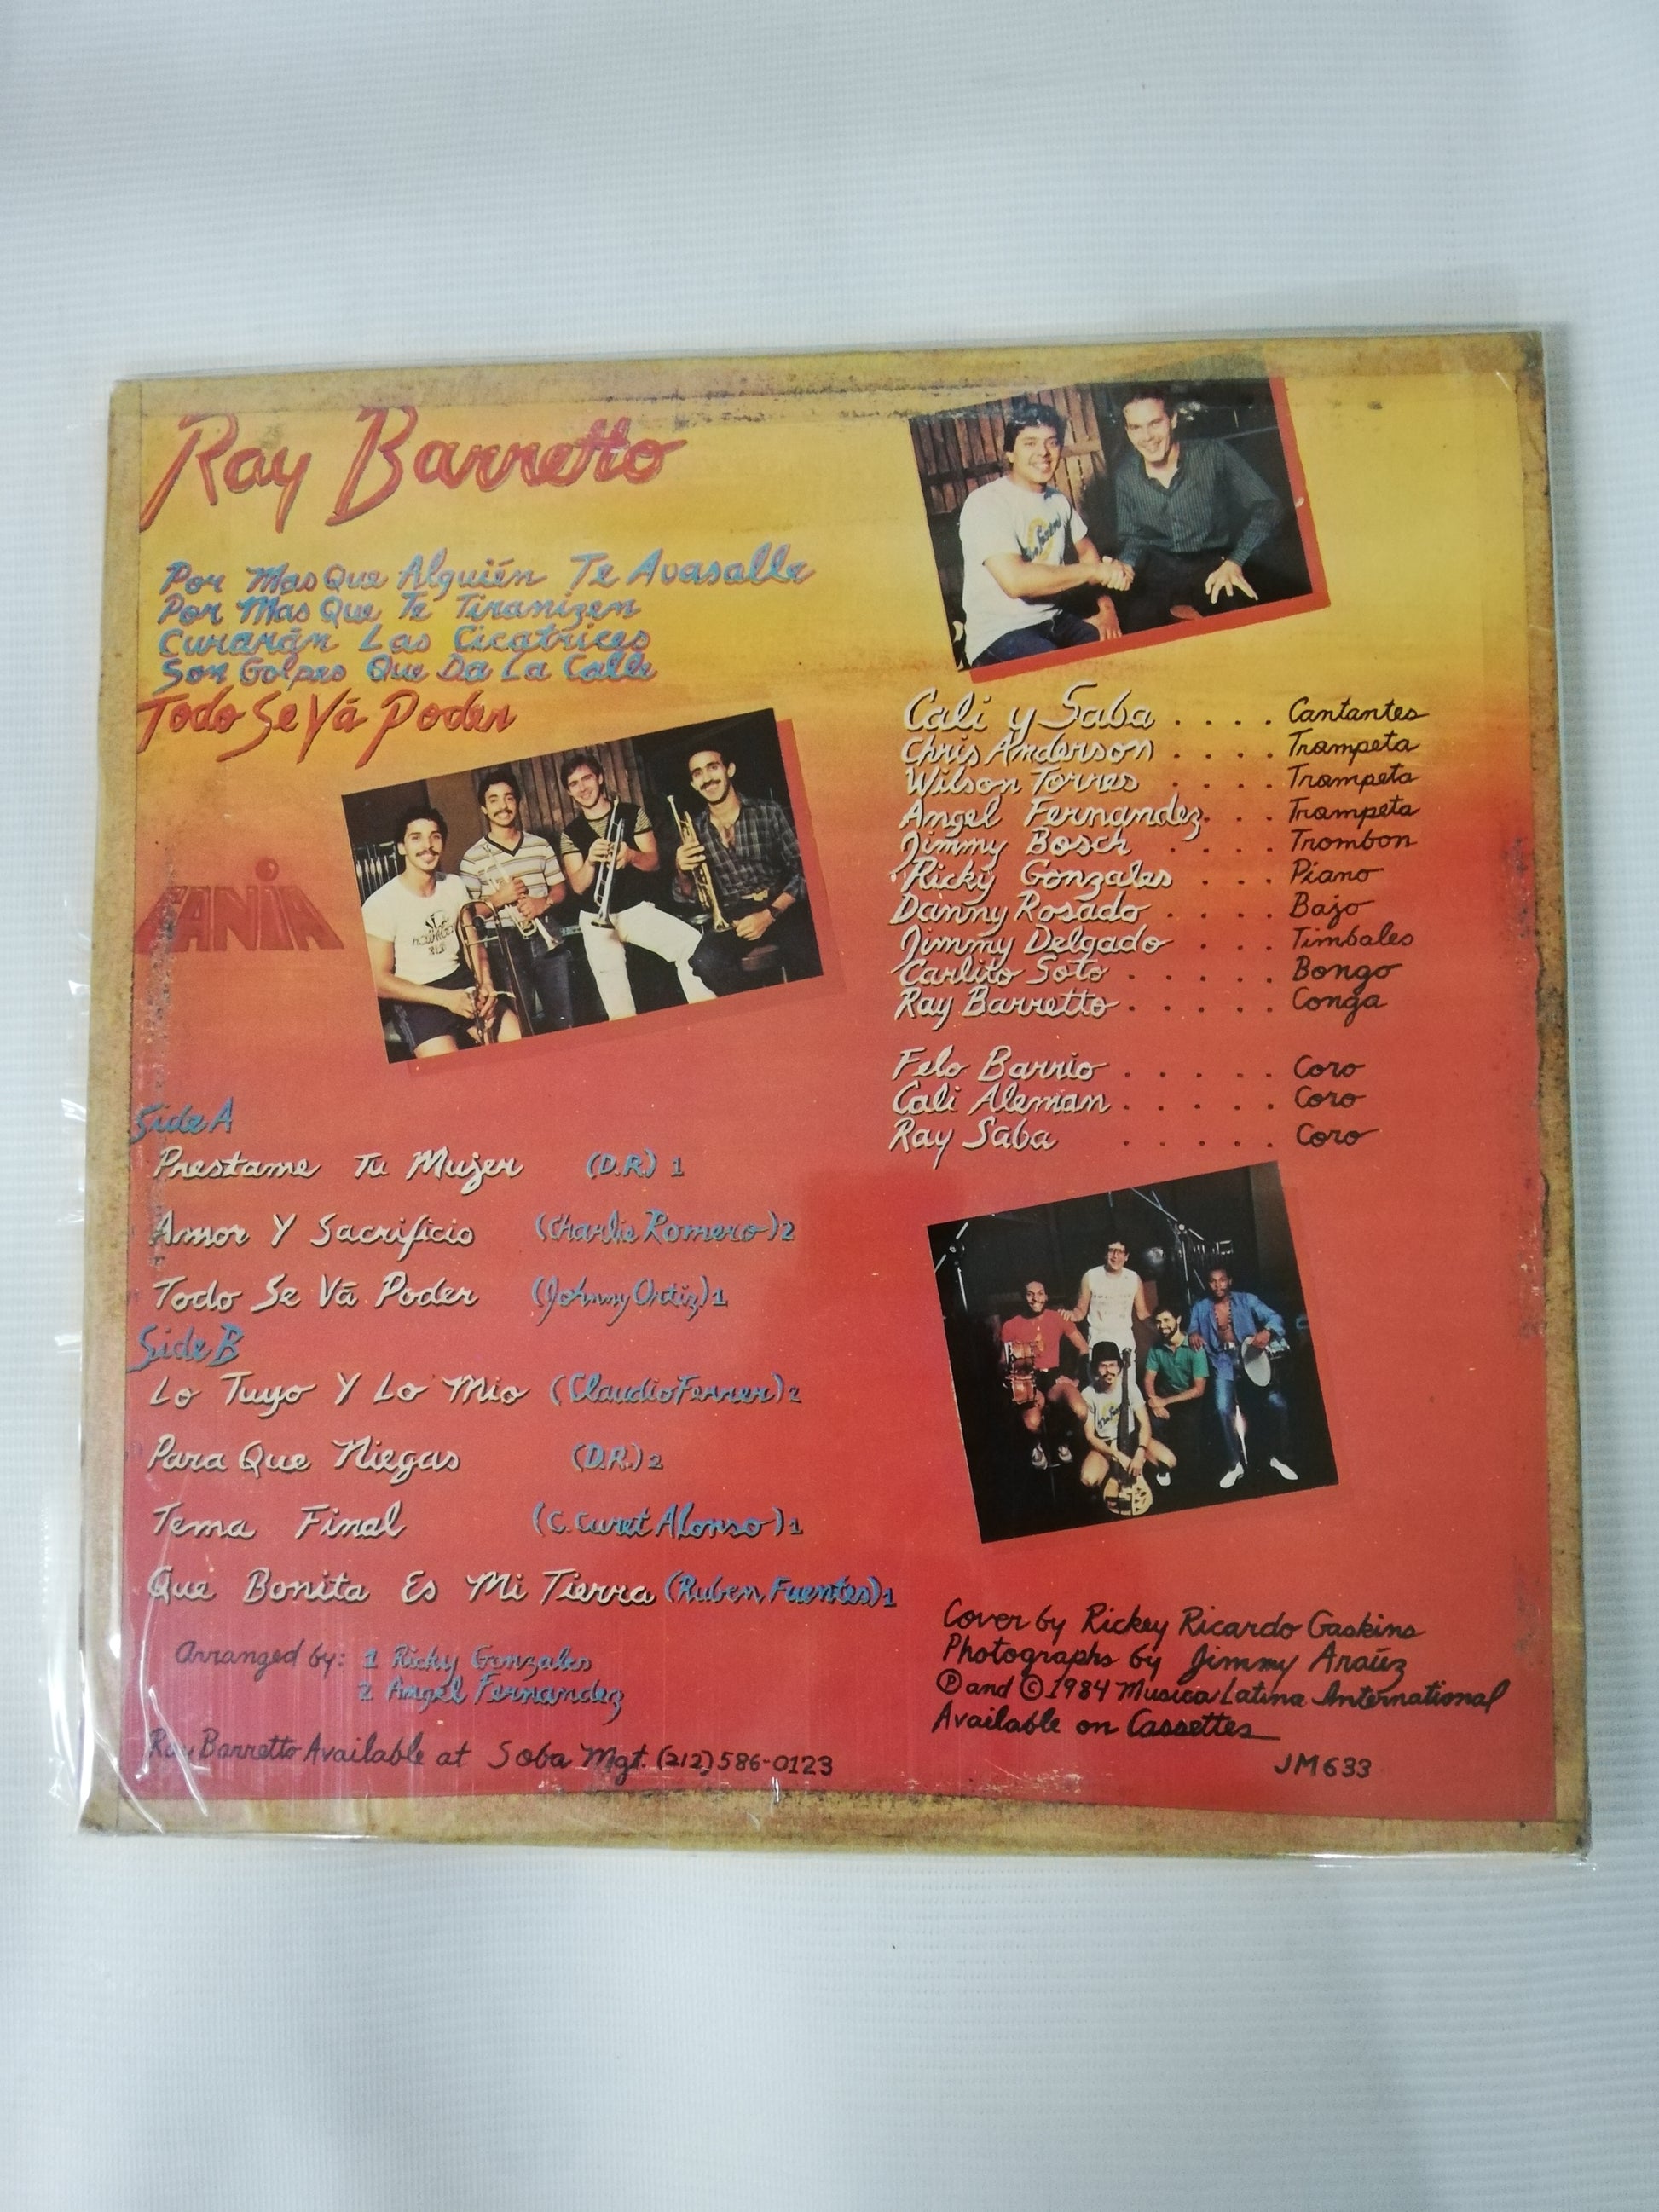 Ray Barretto
Por Mas Que Alguién Te Avasalle
Por Mas Que Te Tiranizen
Curarán Las Cicatrices
Son Golpes Que Da La Calle
Todo Se Vá Poder
FANIA
Cali y Saba . . . . Cantantes
Chris Anderson . . . . Trompeta
Wilson Torres . . . . Trompeta
Angel Fernandez . . . Trompeta
Jimmy Bosch . . . . Trombon
Ricky Gonzales . . . Piano
Danny Rosado . . . . Bajo
Jimmy Delgado . . . Timbales
Carlito Soto . . . . . Bongo
Ray Barretto . . . . . Conga
Felo Barrio . . . . . Coro
Cali Aleman . . . . . Coro
Ray Saba . . . . . Coro
Side A
Prestame Tu Mujer (D.R) 1
Amor Y Sacrificio (Charlie Romero) 2
Todo Se Vá Poder (Johnny Ortiz) 1
Side B
Lo Tuyo Y Lo Mio (Claudio Ferrer) 2
Para Que Niegas (D.R.) 2
Tema Final (C. Curet Alonso) 1
Que Bonita Es Mi Tierra (Ruben Fuentes) 1
Arranged by: 1 Ricky Gonzales
2 Angel Fernandez
Ray Barretto Available at Soba Mgt. (212) 586-0123
Cover by Rickey Ricardo Gaskins
Photographs by Jimmy Araúz
℗ and © 1984 Musica Latina International
Available on Cassettes
JM633